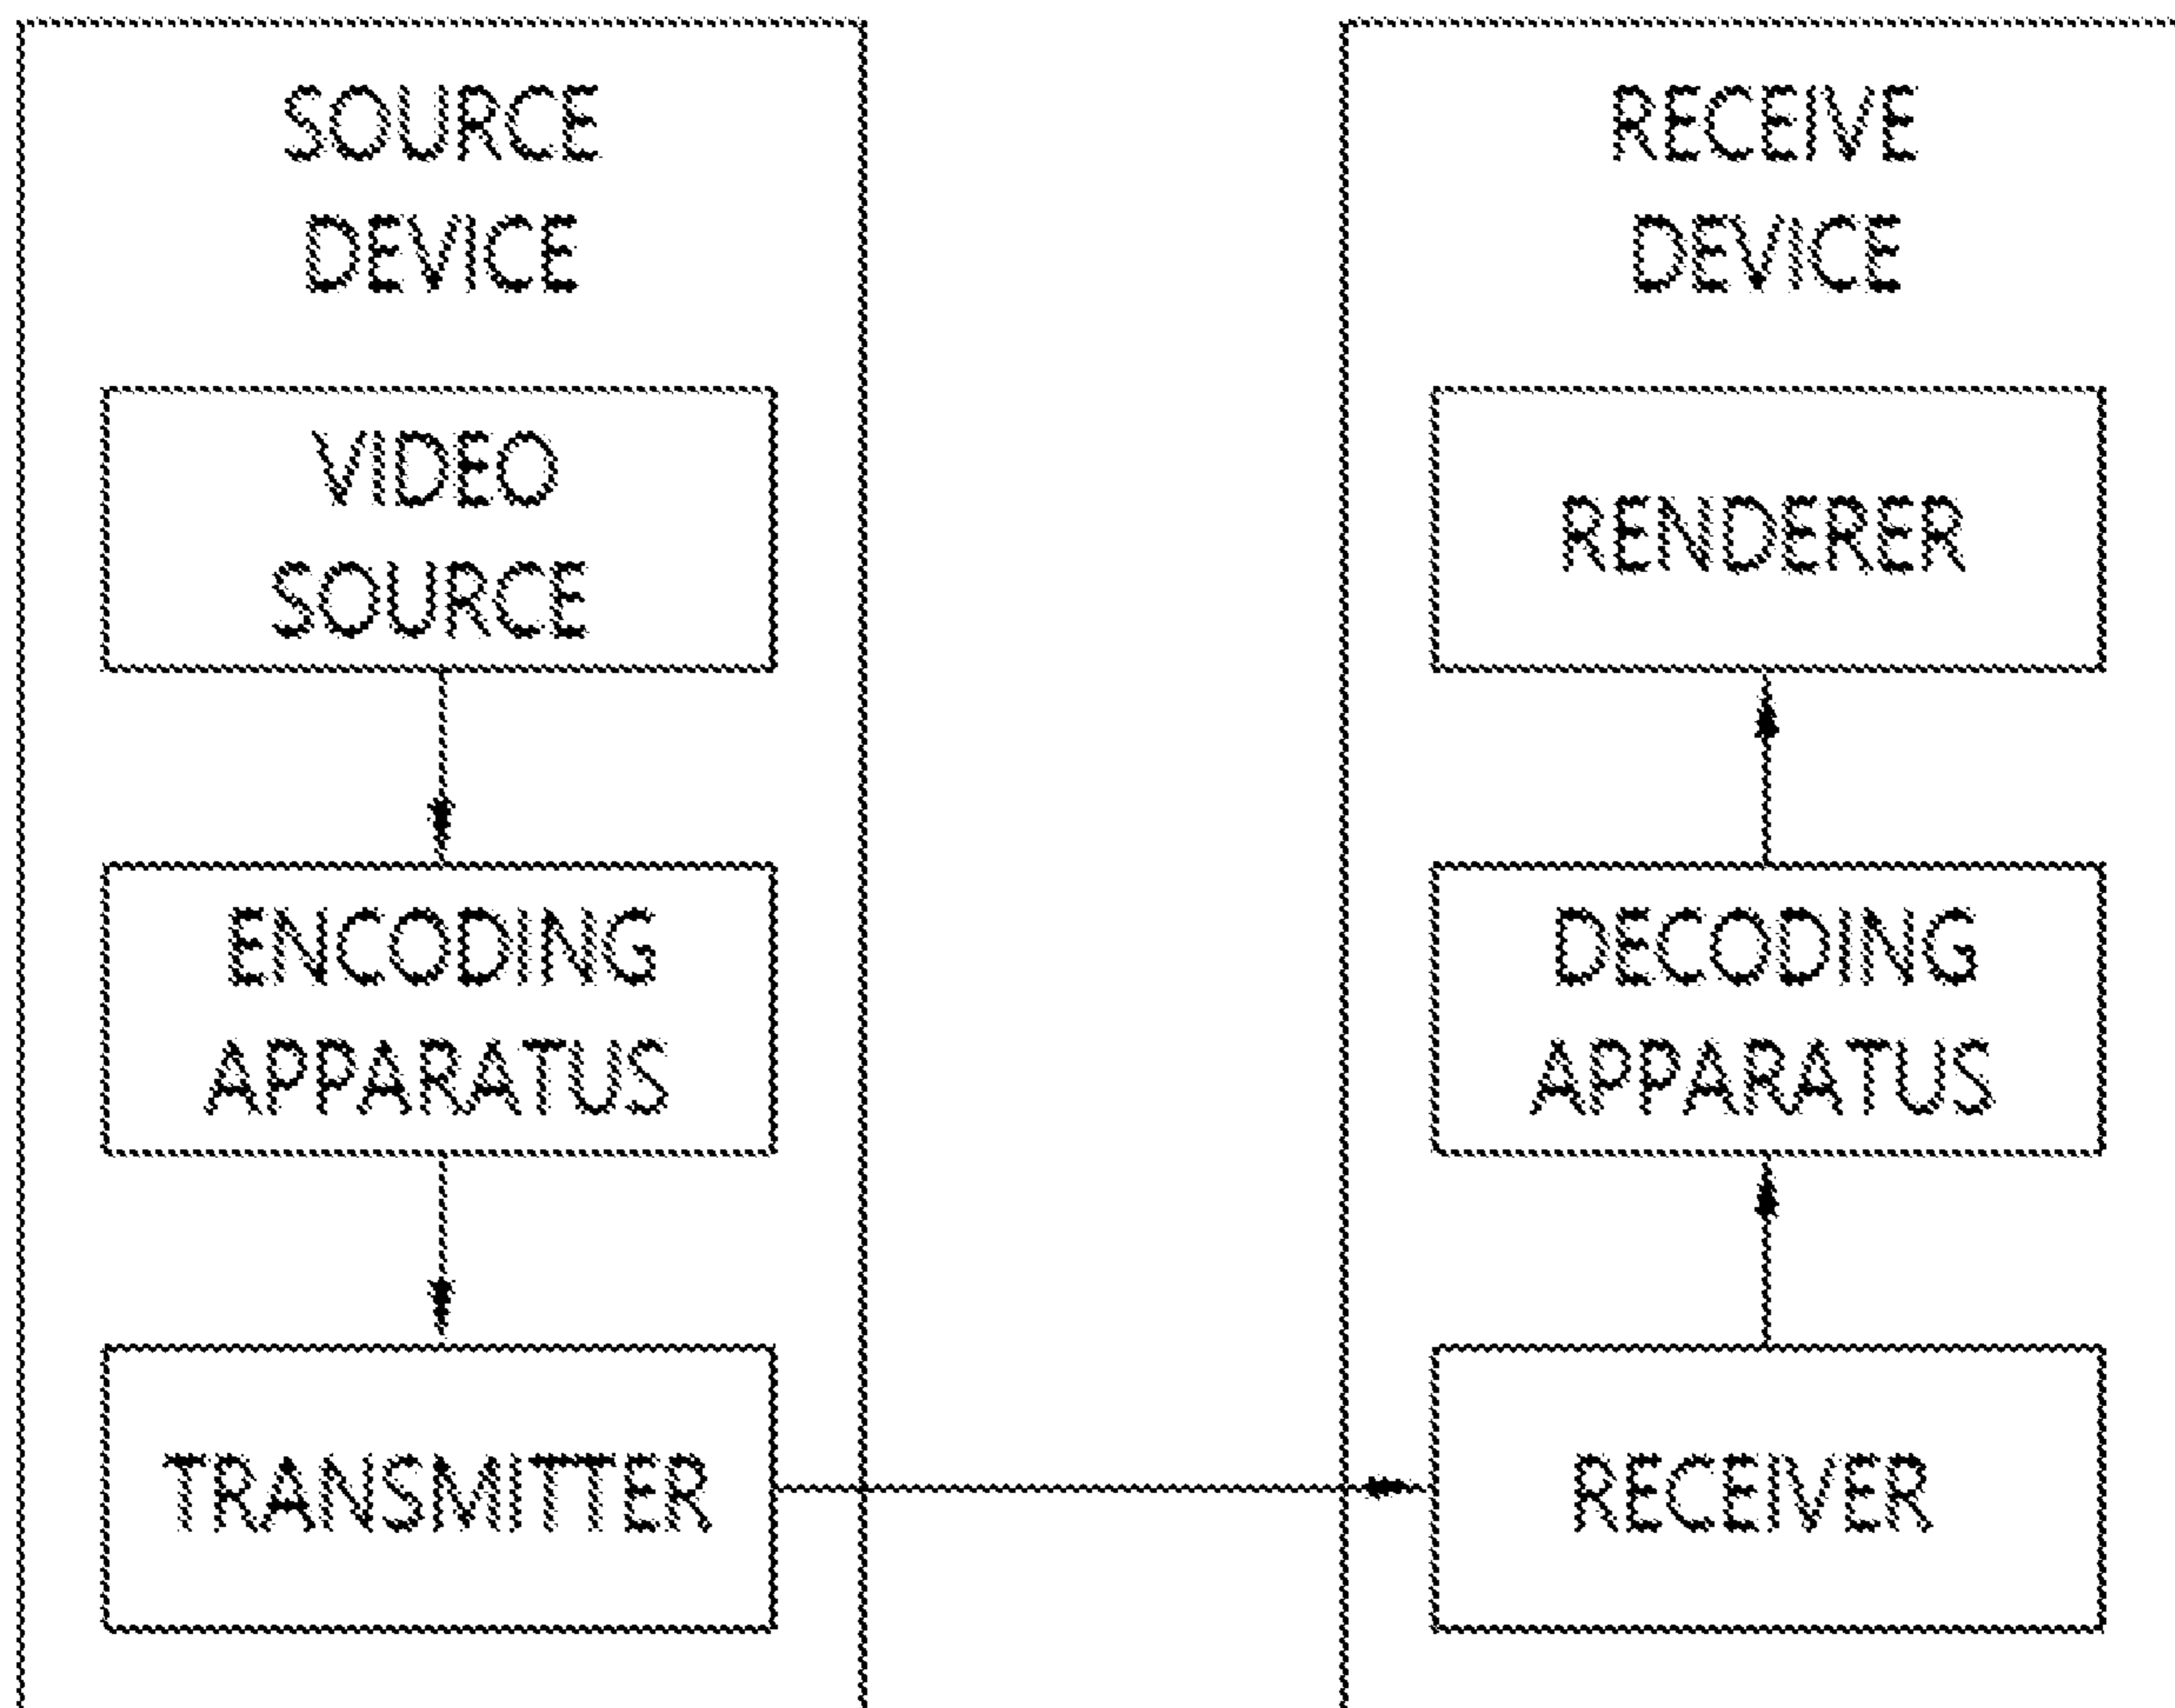 SOURCE
DEVICE
VIDEO
SOURCE
ENCODING
APPARATUS
TRANSMITTER
RECEIVE
DEVICE
RENDERER
DECODING
APPARATUS
RECEIVER